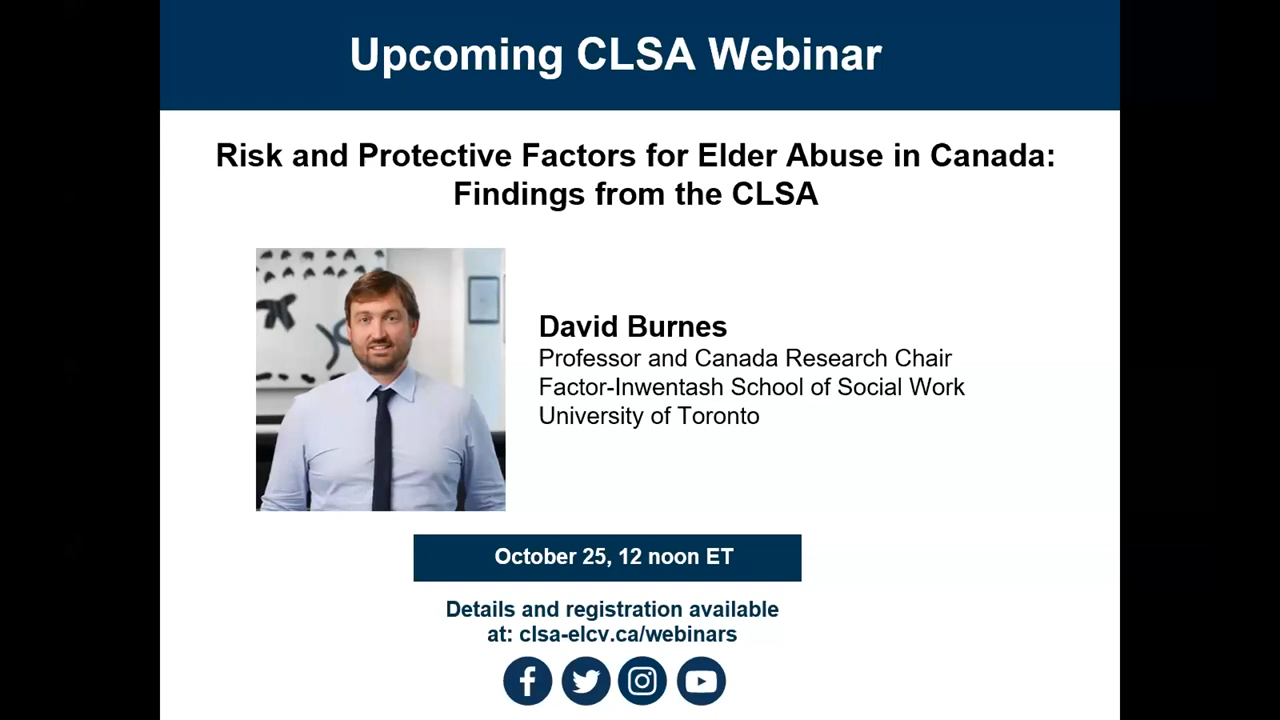 Upcoming CLSA Webinar
Risk and Protective Factors for Elder Abuse in Canada:
Findings from the CLSA
David Burnes
Professor and Canada Research Chair
Factor-Inwentash School of Social Work
University of Toronto
October 25, 12 noon ET
Details and registration available
at: clsa-elcv.ca/webinars